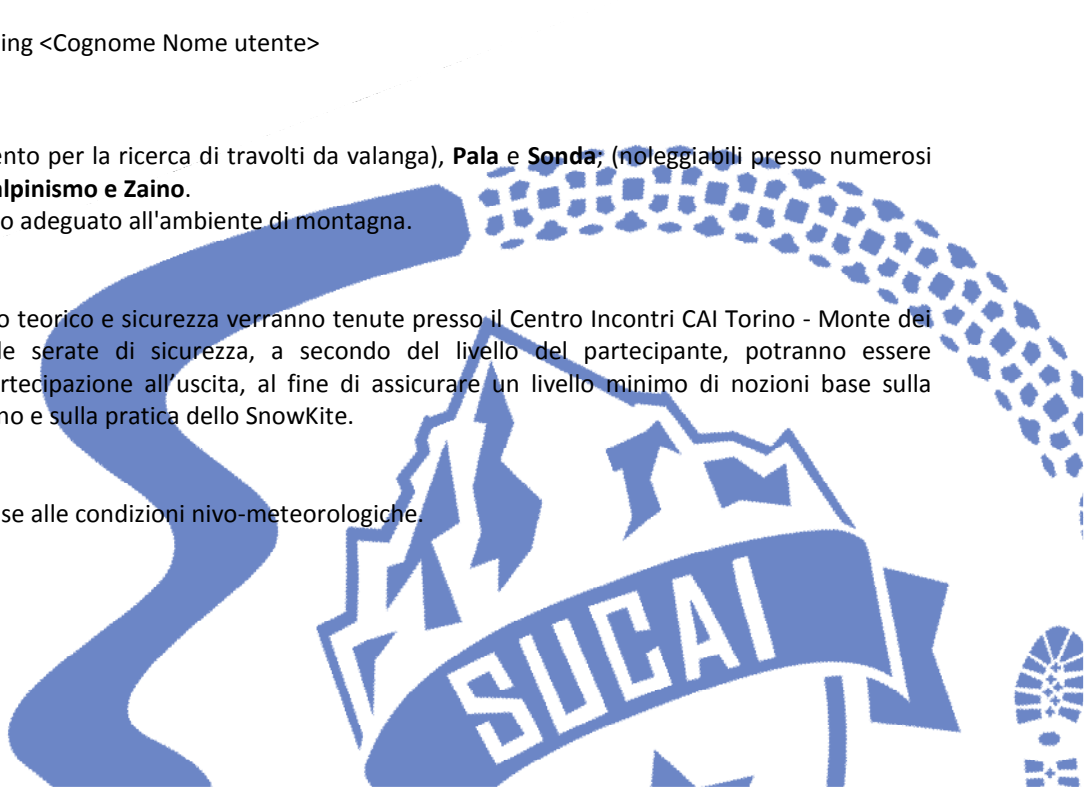 ing <Cognome Nome utente>
ento per la ricerca di travolti da valanga), Pala e Sonda; (noleggiabili presso numerosi
alpinismo e Zaino.
o adeguato all'ambiente di montagna.
o teorico e sicurezza verranno tenute presso il Centro Incontri CAI Torino - Monte dei
le serate di sicurezza, a secondo del livello del partecipante, potranno essere
rtecipazione all’uscita, al fine di assicurare un livello minimo di nozioni base sulla
no e sulla pratica dello SnowKite.
se alle condizioni nivo-meteorologiche.
SUCAI